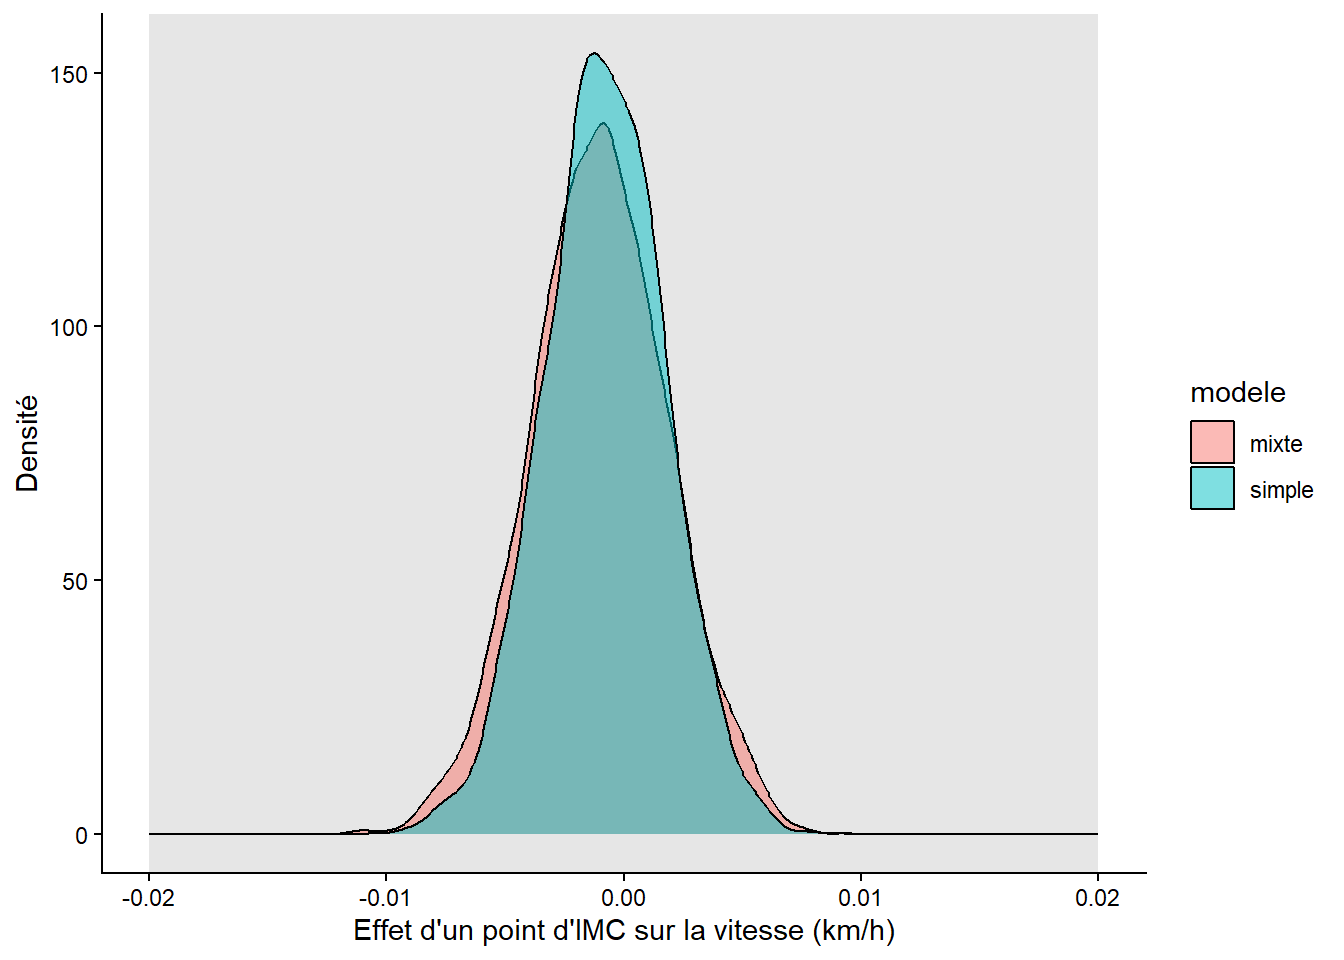 150
100
50
0
Densité
-0.02
-0.01
0.00
0.01
0.02
Effet d'un point d'IMC sur la vitesse (km/h)
modele
mixte
simple